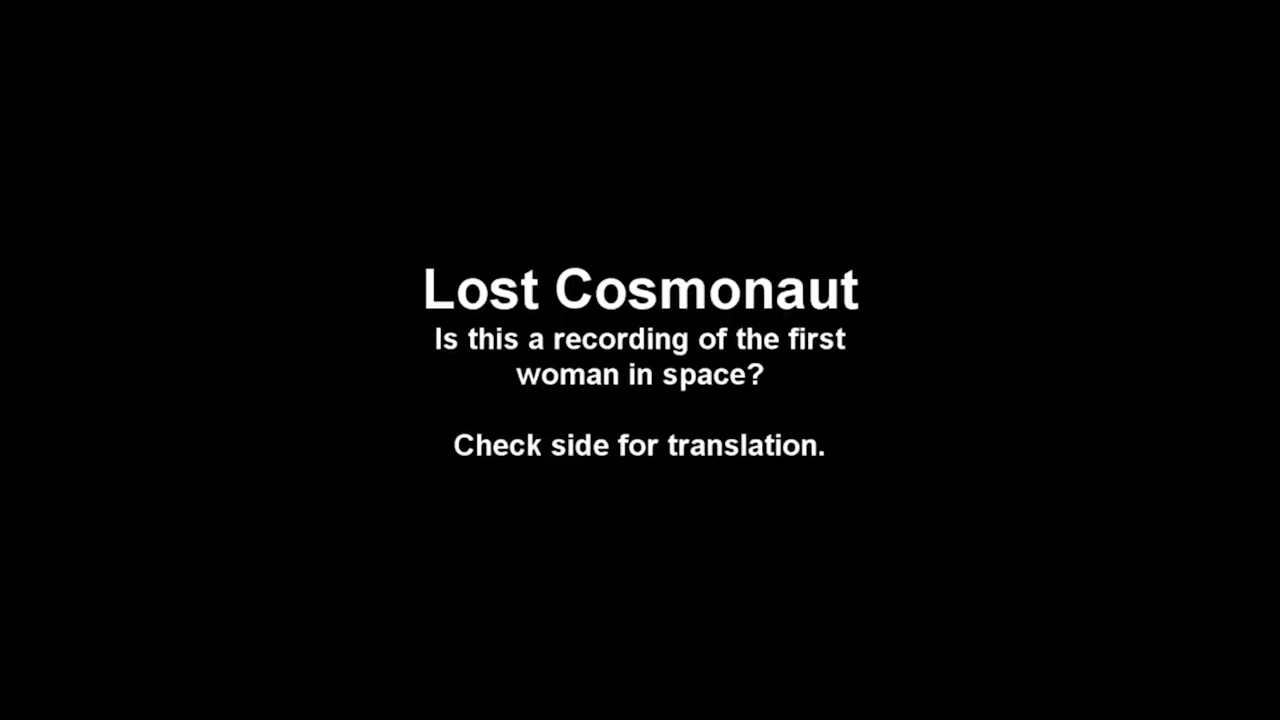 Lost Cosmonaut
Is this a recording of the first
woman in space?
Check side for translation.